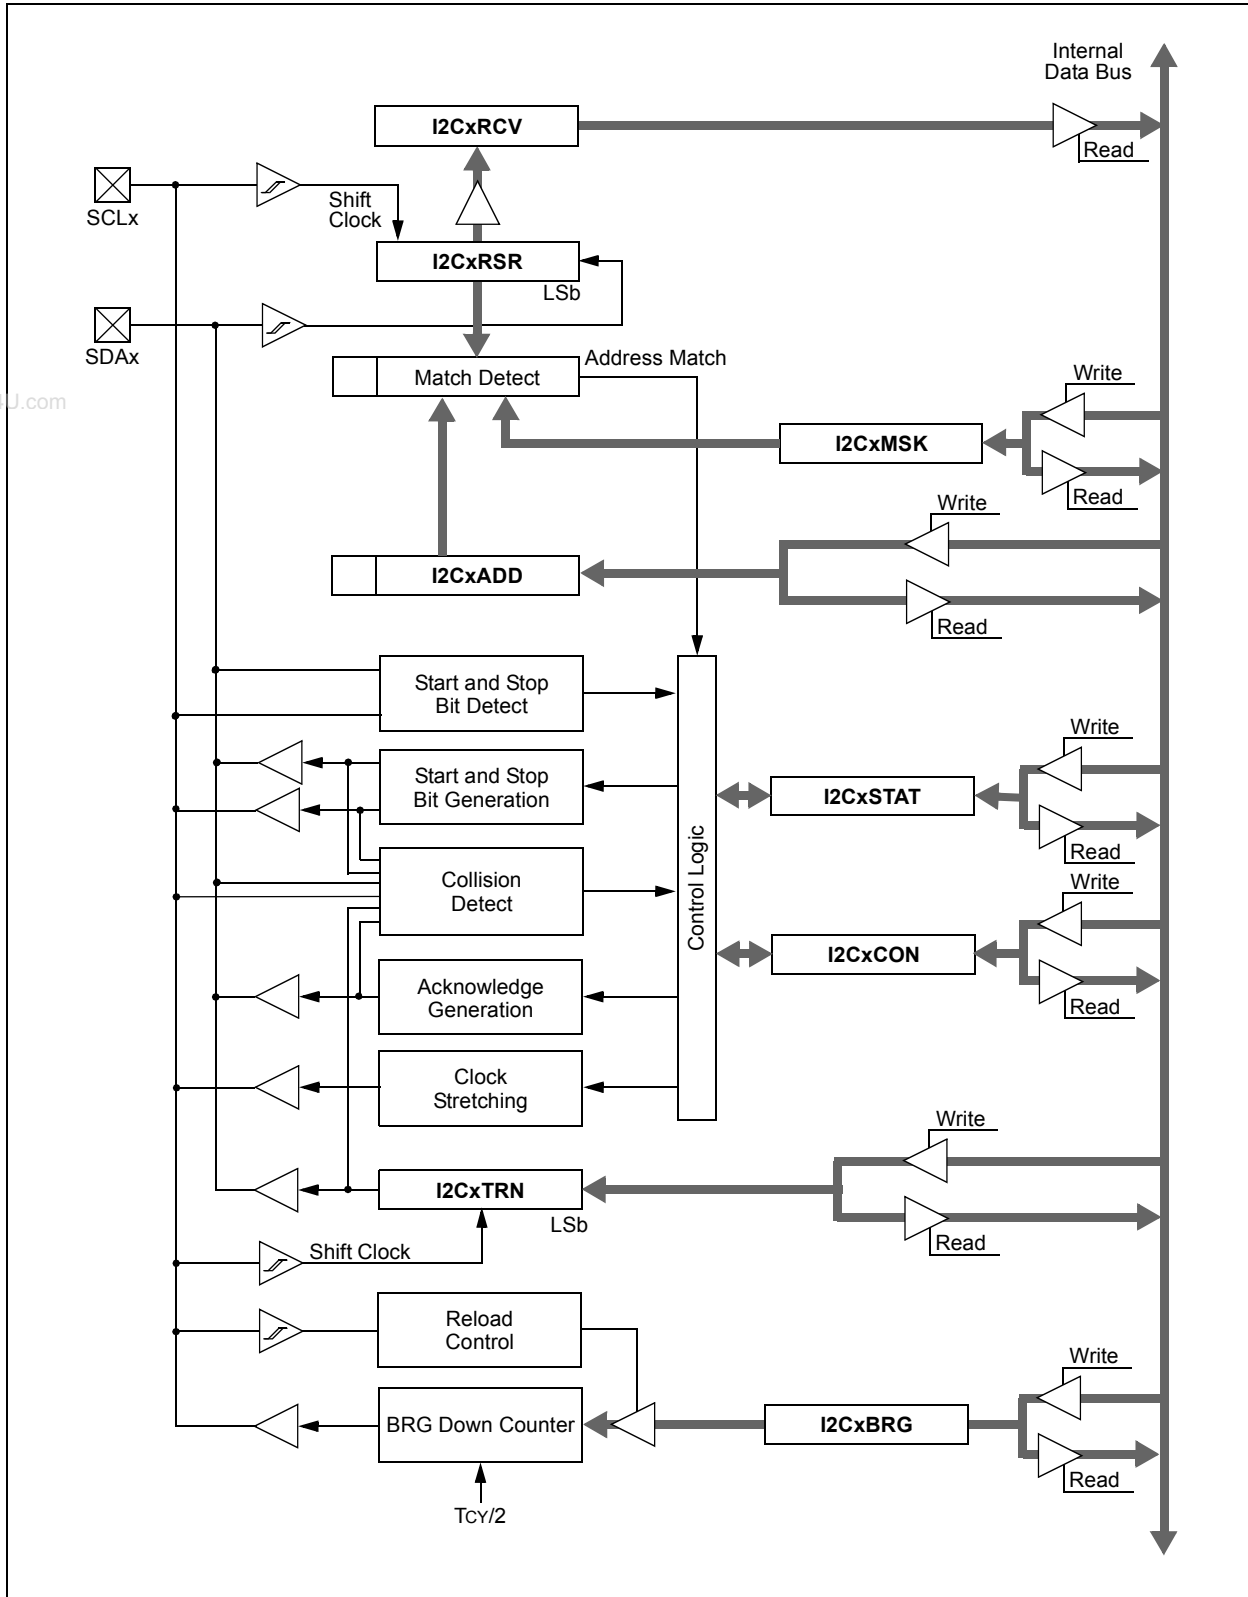 Internal
Data Bus
I2CxRCV
Read
SCLx
Shift
Clock
I2CxRSR
LSb
SDAx
Address Match
Match Detect
Write
4U.com
I2CxMSK
Read
Write
I2CxADD
Read
Start and Stop
Bit Detect
Write
Start and Stop
Bit Generation
I2CxSTAT
Read
Control Logic
Collision
Detect
Write
I2CxCON
Read
Acknowledge
Generation
Clock
Stretching
Write
I2CxTRN
LSb
Read
Shift Clock
Reload
Control
Write
BRG Down Counter
I2CxBRG
Read
TCY/2